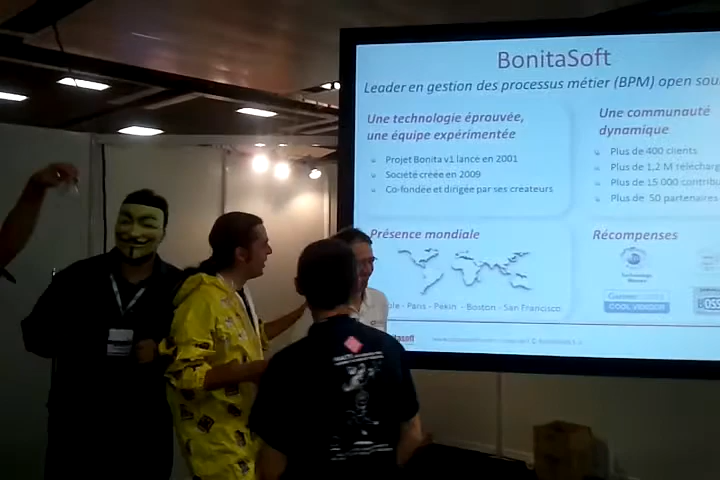 BonitaSoft
Leader en gestion des processus métier (BPM) open sou
Une technologie éprouvée,
une équipe expérimentée
Projet Bonita v1 lancé en 2001
Société créée en 2009
Co-fondée et dirigée par ses créateurs
Une communauté
dynamique
Plus de 400 clients
Plus de 1,2 M télécharg
Plus de 15 000 contribu
Plus de 50 partenaires
Présence mondiale
ble - Paris - Pékin - Boston - San Francisco
Récompenses
COOL VENDOR
OSS